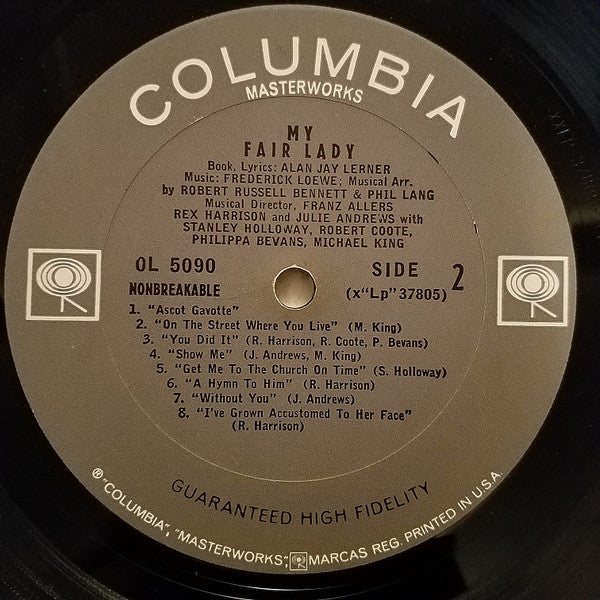 COLUMBIA
MASTERWORKS
MY
FAIR LADY
Book, Lyrics: ALAN JAY LERNER
Music: FREDERICK LOEWE; Musical Arr.
by ROBERT RUSSELL BENNETT & PHIL LANG
Musical Director, FRANZ ALLERS
REX HARRISON and JULIE ANDREWS with
STANLEY HOLLOWAY, ROBERT COOTE,
PHILIPPA BEVANS, MICHAEL KING
OL 5090 SIDE 2
NONBREAKABLE (x"Lp" 37805)
1. "Ascot Gavotte"
2. "On The Street Where You Live" (M. King)
3. "You Did It" (R. Harrison, R. Coote, P. Bevans)
4. "Show Me" (J. Andrews, M. King)
5. "Get Me To The Church On Time" (S. Holloway)
6. "A Hymn To Him" (R. Harrison)
7. "Without You" (J. Andrews)
8. "I've Grown Accustomed To Her Face"
(R. Harrison)
GUARANTEED HIGH FIDELITY
® "COLUMBIA", "MASTERWORKS", MARCAS REG. PRINTED IN U.S.A.